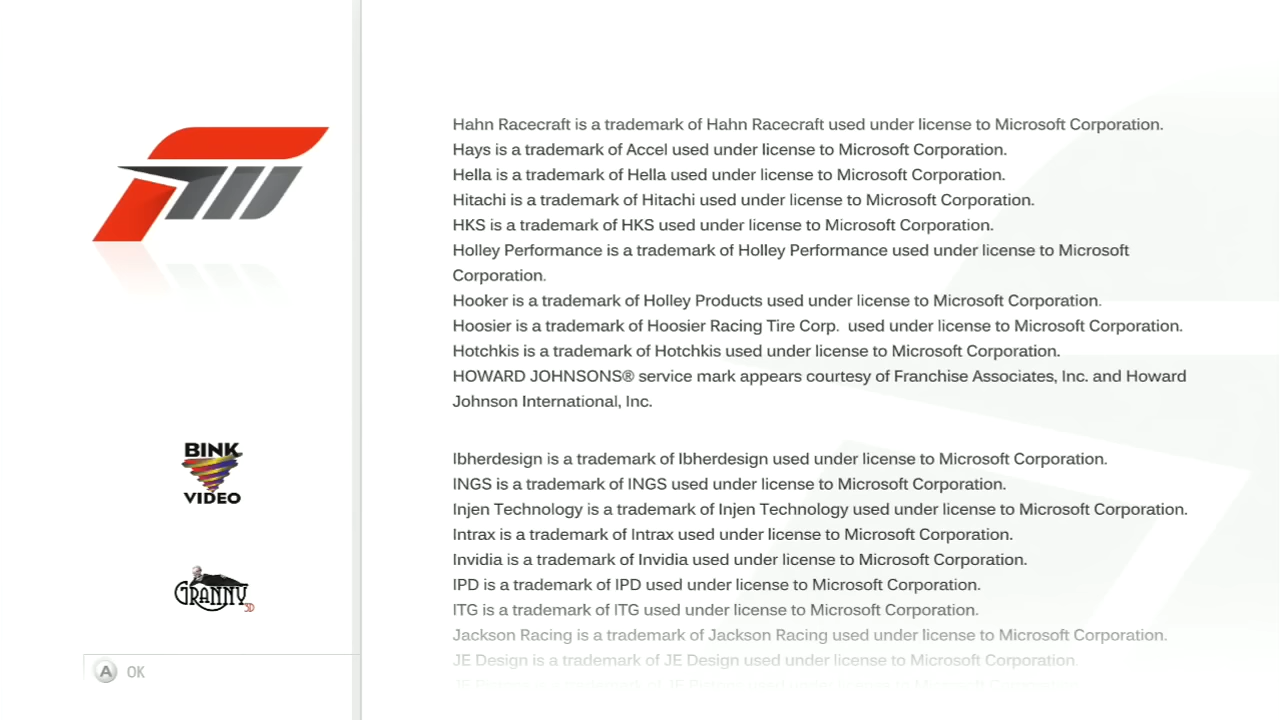 Hahn Racecraft is a trademark of Hahn Racecraft used under license to Microsoft Corporation.
Hays is a trademark of Accel used under license to Microsoft Corporation.
Hella is a trademark of Hella used under license to Microsoft Corporation.
Hitachi is a trademark of Hitachi used under license to Microsoft Corporation.
HKS is a trademark of HKS used under license to Microsoft Corporation.
Holley Performance is a trademark of Holley Performance used under license to Microsoft
Corporation.
Hooker is a trademark of Holley Products used under license to Microsoft Corporation.
Hoosier is a trademark of Hoosier Racing Tire Corp.  used under license to Microsoft Corporation.
Hotchkis is a trademark of Hotchkis used under license to Microsoft Corporation.
HOWARD JOHNSONS® service mark appears courtesy of Franchise Associates, Inc. and Howard
Johnson International, Inc.
Ibherdesign is a trademark of Ibherdesign used under license to Microsoft Corporation.
INGS is a trademark of INGS used under license to Microsoft Corporation.
Injen Technology is a trademark of Injen Technology used under license to Microsoft Corporation.
Intrax is a trademark of Intrax used under license to Microsoft Corporation.
Invidia is a trademark of Invidia used under license to Microsoft Corporation.
IPD is a trademark of IPD used under license to Microsoft Corporation.
ITG is a trademark of ITG used under license to Microsoft Corporation.
Jackson Racing is a trademark of Jackson Racing used under license to Microsoft Corporation.
JE Design is a trademark of JE Design used under license to Microsoft Corporation.
BINK
VIDEO
GRANNY 3D
A OK